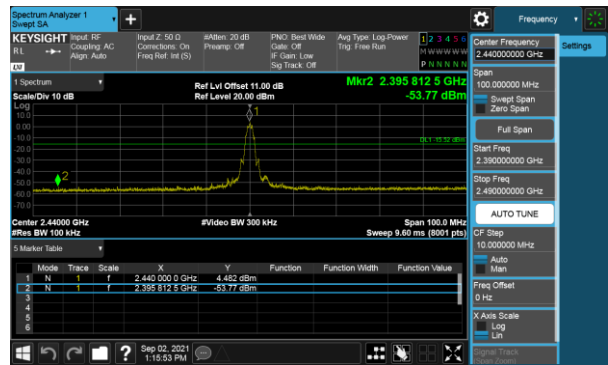 Spectrum Analyzer 1
Swept SA
Frequency
KEYSIGHT
RL
LXI
Input: RF
Coupling: AC
Align: Auto
Input Z: 50 Ω
Corrections: On
Freq Ref: Int (S)
#Atten: 20 dB
Preamp: Off
PNO: Best Wide
Gate: Off
IF Gain: Low
Sig Track: Off
Avg Type: Log-Power
Trig: Free Run
1 2 3 4 5 6
M W W W W W
P N N N N N
1 Spectrum
Scale/Div 10 dB
Ref Lvl Offset 11.00 dB
Ref Level 20.00 dBm
Mkr2 2.395 812 5 GHz
-53.77 dBm
Log
10.0
0.00
-10.0
-20.0
-30.0
-40.0
-50.0
-60.0
-70.0
1
2
DL1 -15.52 dBm
Center 2.44000 GHz
#Res BW 100 kHz
#Video BW 300 kHz
Span 100.0 MHz
Sweep 9.60 ms (8001 pts)
5 Marker Table
Mode Trace Scale X Y Function Function Width Function Value
1 N 1 f 2.440 000 0 GHz 4.482 dBm
2 N 1 f 2.395 812 5 GHz -53.77 dBm
3
4
5
6
Sep 02, 2021
1:15:53 PM
Center Frequency
2.440000000 GHz
Settings
Span
100.000000 MHz
Swept Span
Zero Span
Full Span
Start Freq
2.390000000 GHz
Stop Freq
2.490000000 GHz
AUTO TUNE
CF Step
10.000000 MHz
Auto
Man
Freq Offset
0 Hz
X Axis Scale
Log
Lin
Signal Track
(Span Zoom)